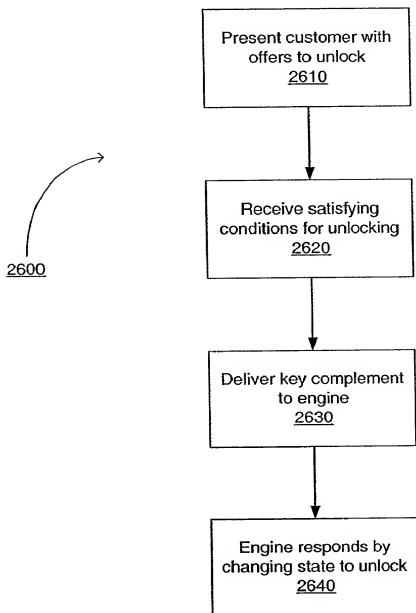 Present customer with
offers to unlock
2610
Receive satisfying
conditions for unlocking
2620
2600
Deliver key complement
to engine
2630
Engine responds by
changing state to unlock
2640